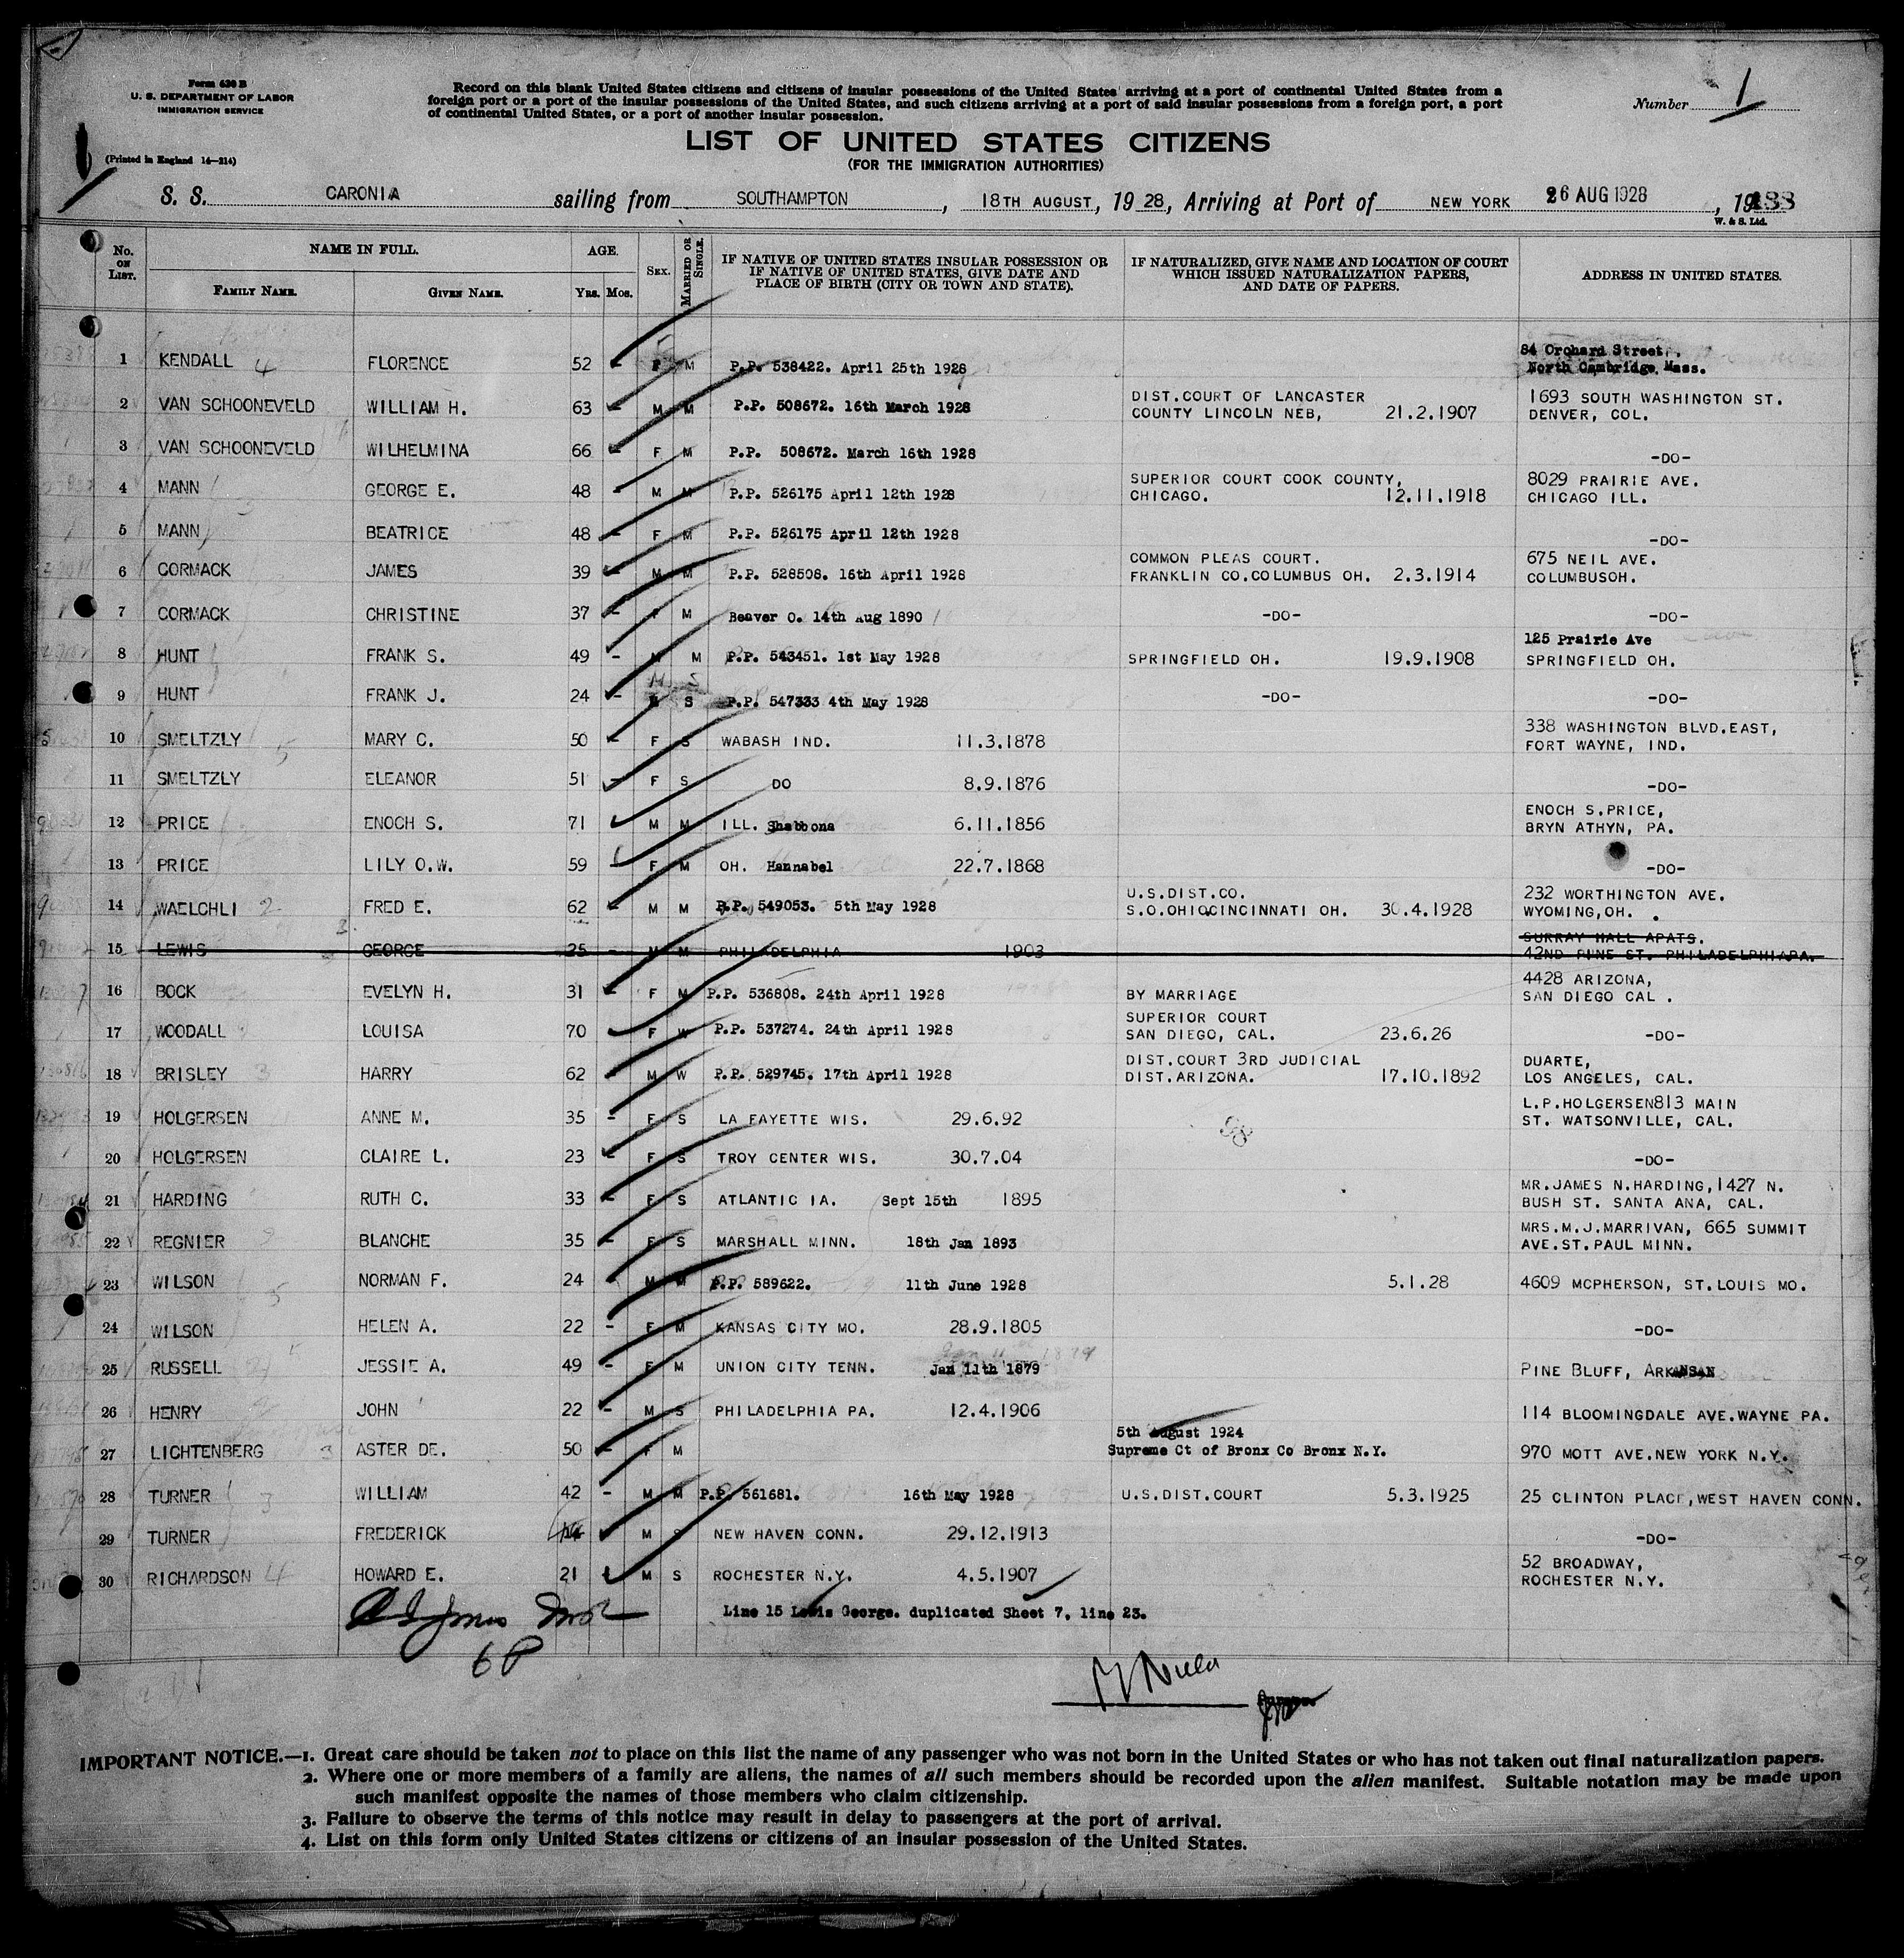 Form 630 B
U. S. DEPARTMENT OF LABOR
IMMIGRATION SERVICE
(Printed in England 14—214)
Record on this blank United States citizens and citizens of insular possessions of the United States arriving at a port of continental United States from a
foreign port or a port of the insular possessions of the United States, and such citizens arriving at a port of said insular possessions from a foreign port, a port
of continental United States, or a port of another insular possession.
Number 1
LIST OF UNITED STATES CITIZENS
(FOR THE IMMIGRATION AUTHORITIES)
S. S. CARONIA sailing from SOUTHAMPTON, 18TH AUGUST, 19 28, Arriving at Port of NEW YORK 26 AUG 1928, 19
W. & S. Ltd.
No. ON LIST. NAME IN FULL. FAMILY NAME. GIVEN NAME. AGE. YRS. MOS. SEX. MARRIED OR SINGLE. IF NATIVE OF UNITED STATES INSULAR POSSESSION OR IF NATIVE OF UNITED STATES, GIVE DATE AND PLACE OF BIRTH (CITY OR TOWN AND STATE). IF NATURALIZED, GIVE NAME AND LOCATION OF COURT WHICH ISSUED NATURALIZATION PAPERS, AND DATE OF PAPERS. ADDRESS IN UNITED STATES.
1 KENDALL 4 FLORENCE 52 F M P.P. 538422. April 25th 1928 84 Orchard Street, North Cambridge, Mass.
2 VAN SCHOONEVELD WILLIAM H. 63 - M M P.P. 508672. 16th March 1928 DIST.COURT OF LANCASTER COUNTY LINCOLN NEB, 21.2.1907 1693 SOUTH WASHINGTON ST. DENVER, COL.
3 VAN SCHOONEVELD WILHELMINA 66 - F M P.P. 508672. March 16th 1928 -DO-
4 MANN GEORGE E. 48 - M M P.P. 526175 April 12th 1928 SUPERIOR COURT COOK COUNTY, CHICAGO. 12.11.1918 8029 PRAIRIE AVE. CHICAGO ILL.
5 MANN BEATRICE 48 - F M P.P. 526175 April 12th 1928 -DO-
6 CORMACK JAMES 39 - M M P.P. 528508. 16th April 1928 COMMON PLEAS COURT. FRANKLIN CO.COLUMBUS OH. 2.3.1914 675 NEIL AVE. COLUMBUSOH.
7 CORMACK CHRISTINE 37 - F M Beaver O. 14th Aug 1890 -DO- -DO-
8 HUNT FRANK S. 49 - M M P.P. 543451. 1st May 1928 SPRINGFIELD OH. 19.9.1908 125 Prairie Ave SPRINGFIELD OH.
9 HUNT FRANK J. 24 - M S P.P. 547333 4th May 1928 -DO- -DO-
10 SMELTZLY 5 MARY C. 50 - F S WABASH IND. 11.3.1878 338 WASHINGTON BLVD.EAST, FORT WAYNE, IND.
11 SMELTZLY ELEANOR 51 - F S DO 8.9.1876 -DO-
12 PRICE ENOCH S. 71 - M M ILL. Shabbona 6.11.1856 ENOCH S.PRICE, BRYN ATHYN, PA.
13 PRICE LILY O.W. 59 F M OH. Hannabel 22.7.1868 -DO-
14 WAELCHLI 2 FRED E. 62 - M M P.P. 549053. 5th May 1928 U.S.DIST.CO. S.O.OHIO CINCINNATI OH. 30.4.1928 232 WORTHINGTON AVE. WYOMING,OH.
15 LEWIS GEORGE 25 - M M PHILADELPHIA 1903 SURRAY HALL APATS. 42ND PINE ST. PHILADELPHIAPA.
16 BOCK EVELYN H. 31 - F M P.P. 536808. 24th April 1928 BY MARRIAGE 4428 ARIZONA, SAN DIEGO CAL.
17 WOODALL LOUISA 70 - F W P.P. 537274. 24th April 1928 SUPERIOR COURT SAN DIEGO, CAL. 23.6.26 -DO-
18 BRISLEY 3 HARRY 62 - M W P.P. 529745. 17th April 1928 DIST.COURT 3RD JUDICIAL DIST.ARIZONA. 17.10.1892 DUARTE, LOS ANGELES, CAL.
19 HOLGERSEN ANNE M. 35 - F S LA FAYETTE WIS. 29.6.92 L.P.HOLGERSEN813 MAIN ST. WATSONVILLE, CAL.
20 HOLGERSEN CLAIRE L. 23 - F S TROY CENTER WIS. 30.7.04 -DO-
21 HARDING RUTH C. 33 - F S ATLANTIC IA. Sept 15th 1895 MR.JAMES N.HARDING,1427 N. BUSH ST. SANTA ANA, CAL.
22 REGNIER BLANCHE 35 - F S MARSHALL MINN. 18th Jan 1893 MRS.M.J.MARRIVAN, 665 SUMMIT AVE.ST.PAUL MINN.
23 WILSON 5 NORMAN F. 24 M M P.P. 589622. 11th June 1928 5.1.28 4609 MCPHERSON, ST.LOUIS MO.
24 WILSON HELEN A. 22 - F M KANSAS CITY MO. 28.9.1805 -DO-
25 RUSSELL JESSIE A. 49 - F M UNION CITY TENN. Jan 11th 1879 PINE BLUFF, ARKANSAN
26 HENRY JOHN 22 - M S PHILADELPHIA PA. 12.4.1906 114 BLOOMINGDALE AVE.WAYNE PA.
27 LICHTENBERG 3 ASTER DE. 50 - F M 5th August 1924 Supreme Ct of Bronx Co Bronx N.Y. 970 MOTT AVE.NEW YORK N.Y.
28 TURNER 3 WILLIAM 42 - M M P.P. 561681. 16th May 1928 U.S.DIST.COURT 5.3.1925 25 CLINTON PLACE,WEST HAVEN CONN.
29 TURNER FREDERICK 14 - M S NEW HAVEN CONN. 29.12.1913 -DO-
30 RICHARDSON 4 HOWARD E. 21 M S ROCHESTER N.Y. 4.5.1907 52 BROADWAY, ROCHESTER N.Y.
Line 15 Lewis George. duplicated Sheet 7, line 23.
6 P
IMPORTANT NOTICE.—1. Great care should be taken not to place on this list the name of any passenger who was not born in the United States or who has not taken out final naturalization papers.
2. Where one or more members of a family are aliens, the names of all such members should be recorded upon the alien manifest. Suitable notation may be made upon
such manifest opposite the names of those members who claim citizenship.
3. Failure to observe the terms of this notice may result in delay to passengers at the port of arrival.
4. List on this form only United States citizens or citizens of an insular possession of the United States.